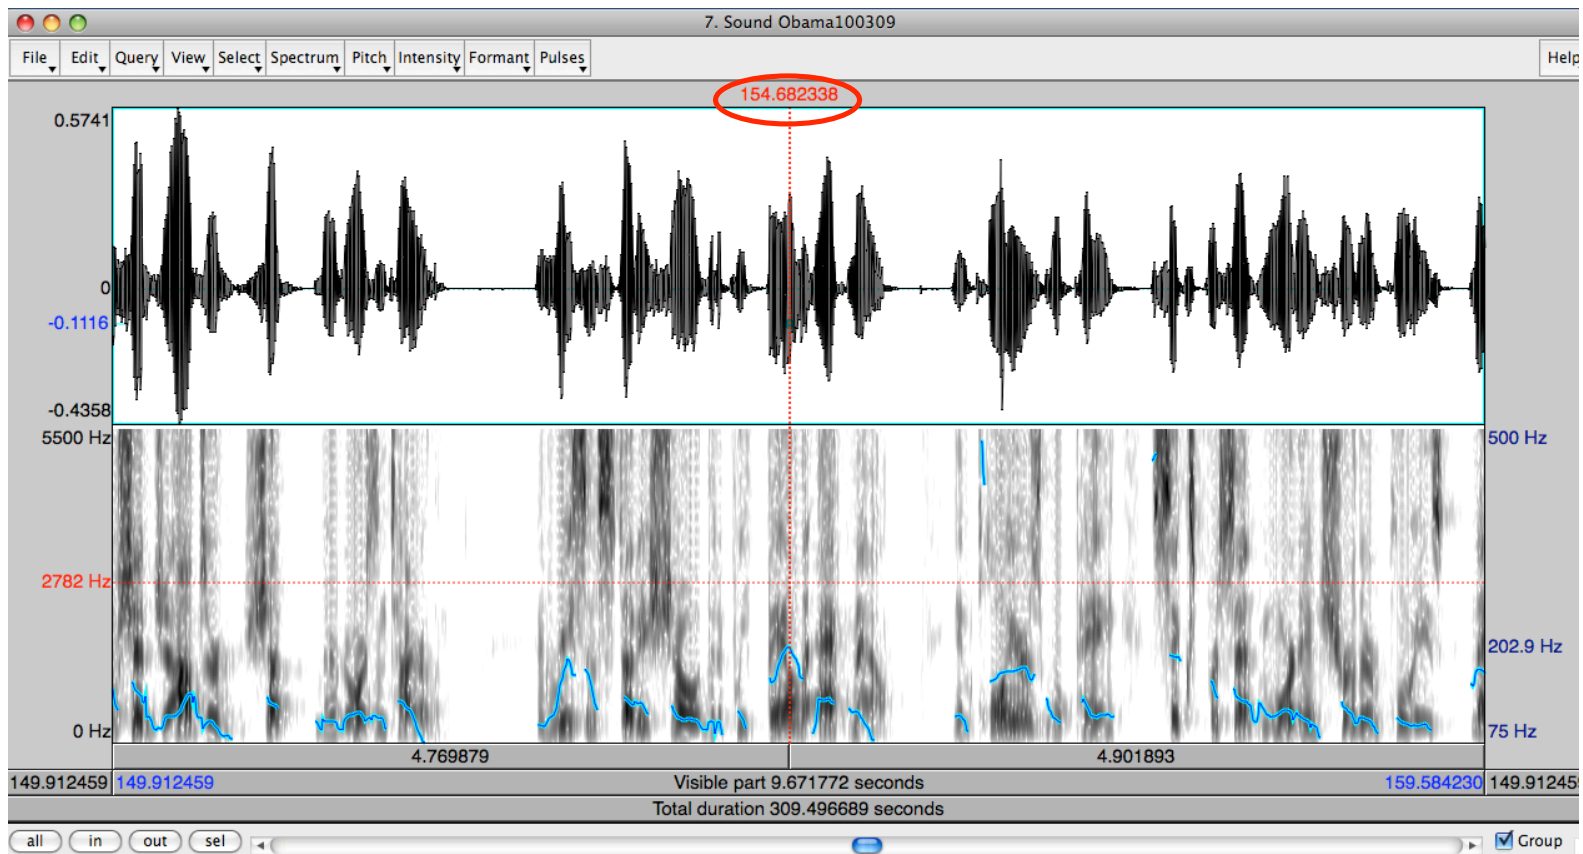 7. Sound Obama100309
File Edit Query View Select Spectrum Pitch Intensity Formant Pulses Help
154.682338
0.5741
0
-0.1116
-0.4358
5500 Hz 500 Hz
2782 Hz
202.9 Hz
0 Hz 75 Hz
4.769879 4.901893
149.912459 149.912459 Visible part 9.671772 seconds 159.584230 149.912459
Total duration 309.496689 seconds
all in out sel Group